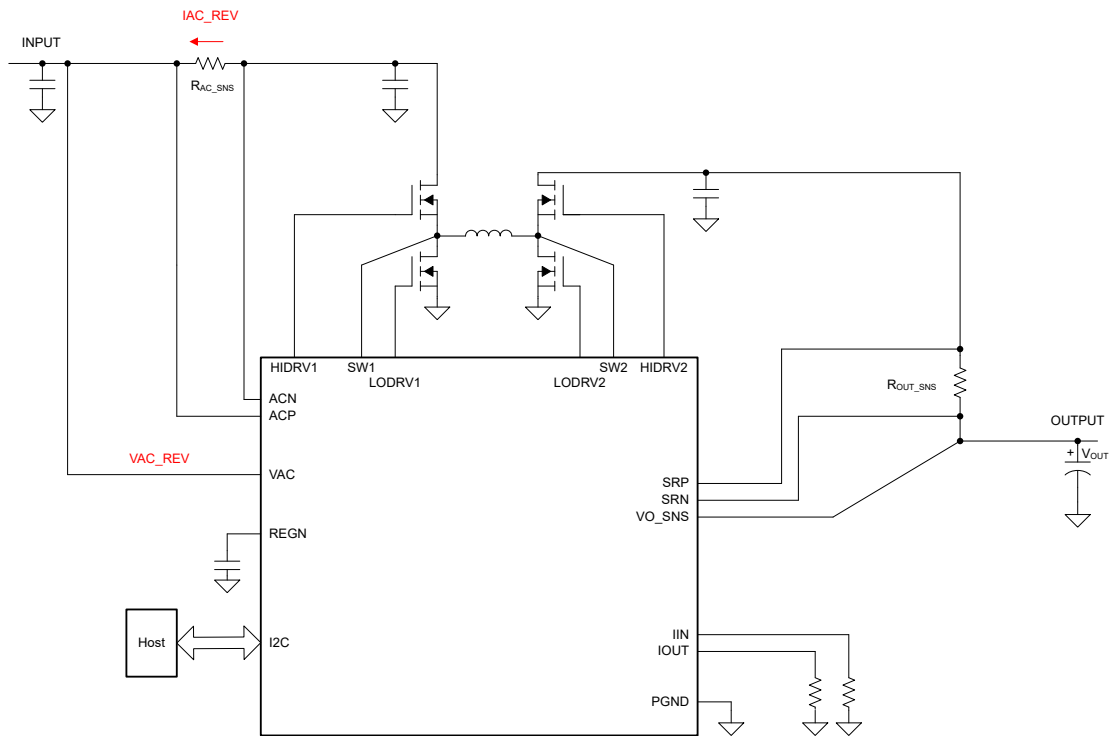 IAC_REV
INPUT
RAC_SNS
HIDRV1
SW1
LODRV1
LODRV2
SW2
HIDRV2
ACN
ACP
ROUT_SNS
OUTPUT
+
VOUT
VAC_REV
VAC
SRP
SRN
VO_SNS
REGN
Host
I2C
IIN
IOUT
PGND